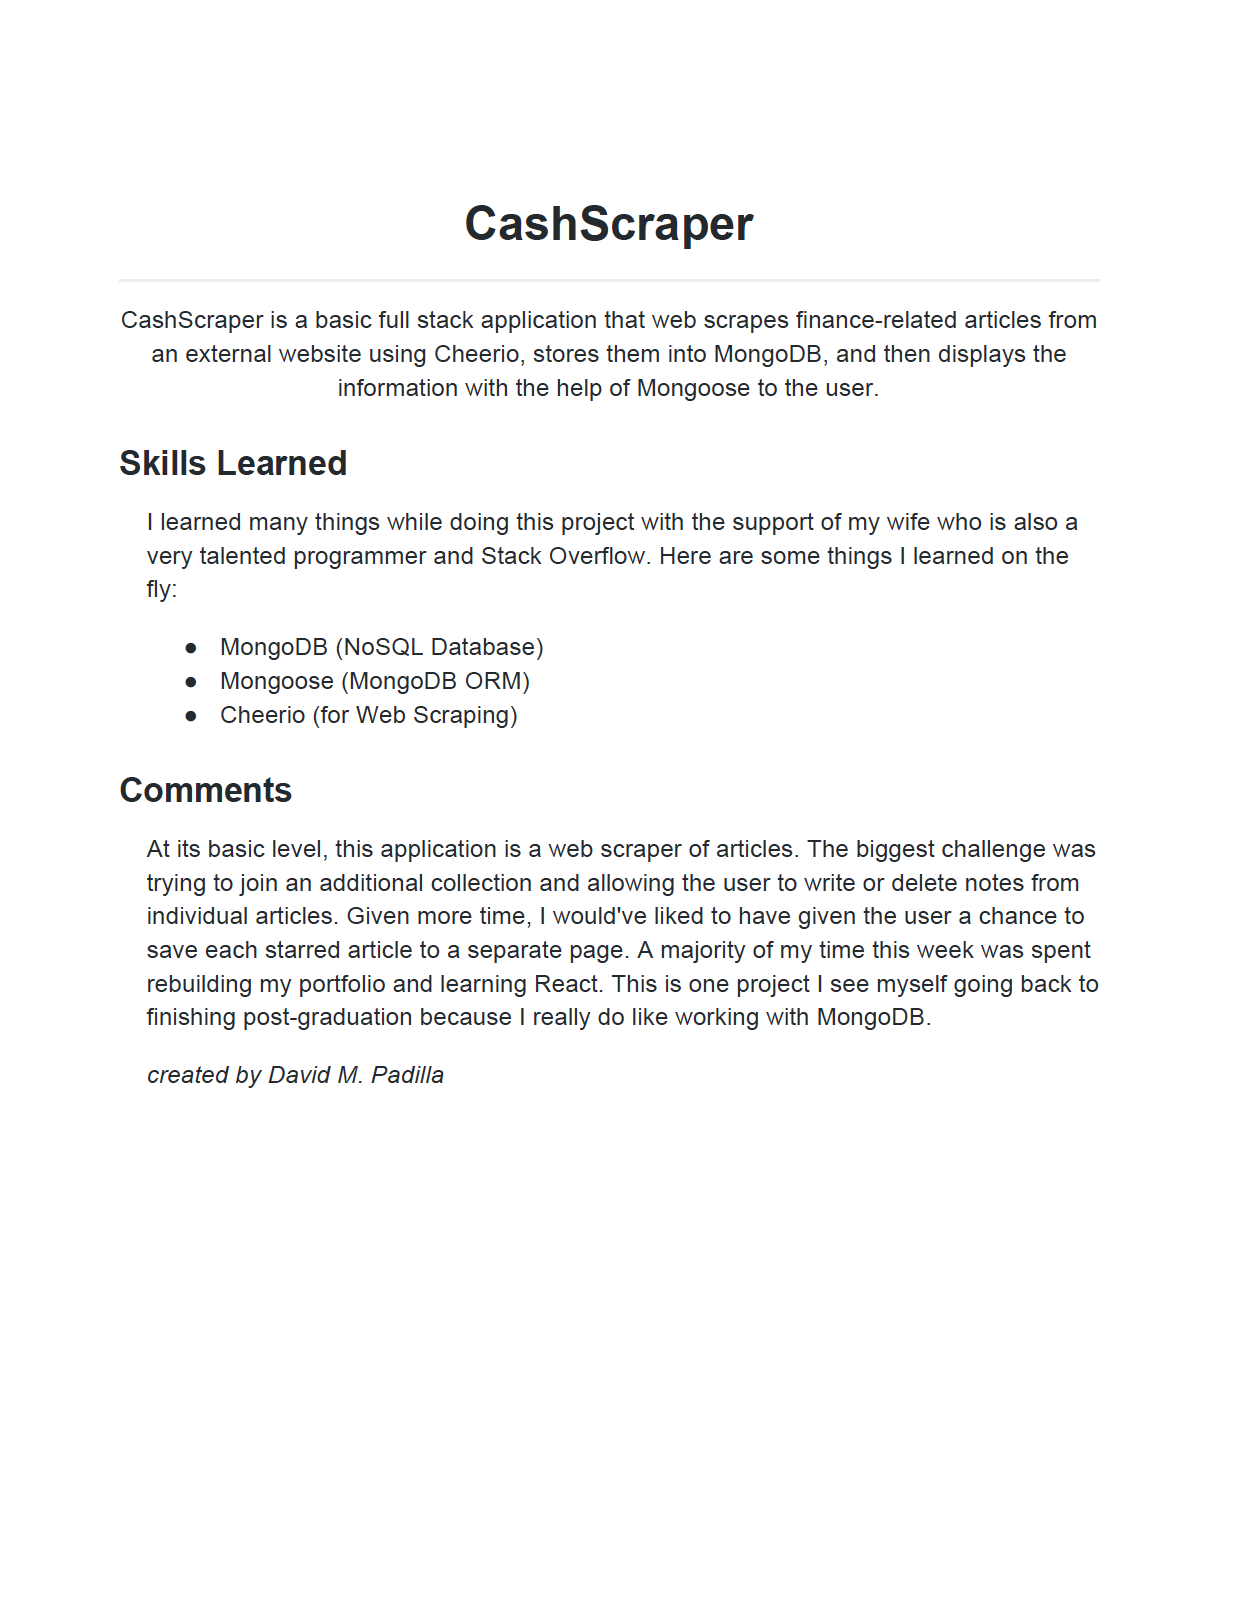 CashScraper
CashScraper is a basic full stack application that web scrapes finance-related articles from
an external website using Cheerio, stores them into MongoDB, and then displays the
information with the help of Mongoose to the user.
Skills Learned
I learned many things while doing this project with the support of my wife who is also a
very talented programmer and Stack Overflow. Here are some things I learned on the
fly:
● MongoDB (NoSQL Database)
● Mongoose (MongoDB ORM)
● Cheerio (for Web Scraping)
Comments
At its basic level, this application is a web scraper of articles. The biggest challenge was
trying to join an additional collection and allowing the user to write or delete notes from
individual articles. Given more time, I would've liked to have given the user a chance to
save each starred article to a separate page. A majority of my time this week was spent
rebuilding my portfolio and learning React. This is one project I see myself going back to
finishing post-graduation because I really do like working with MongoDB.
created by David M. Padilla